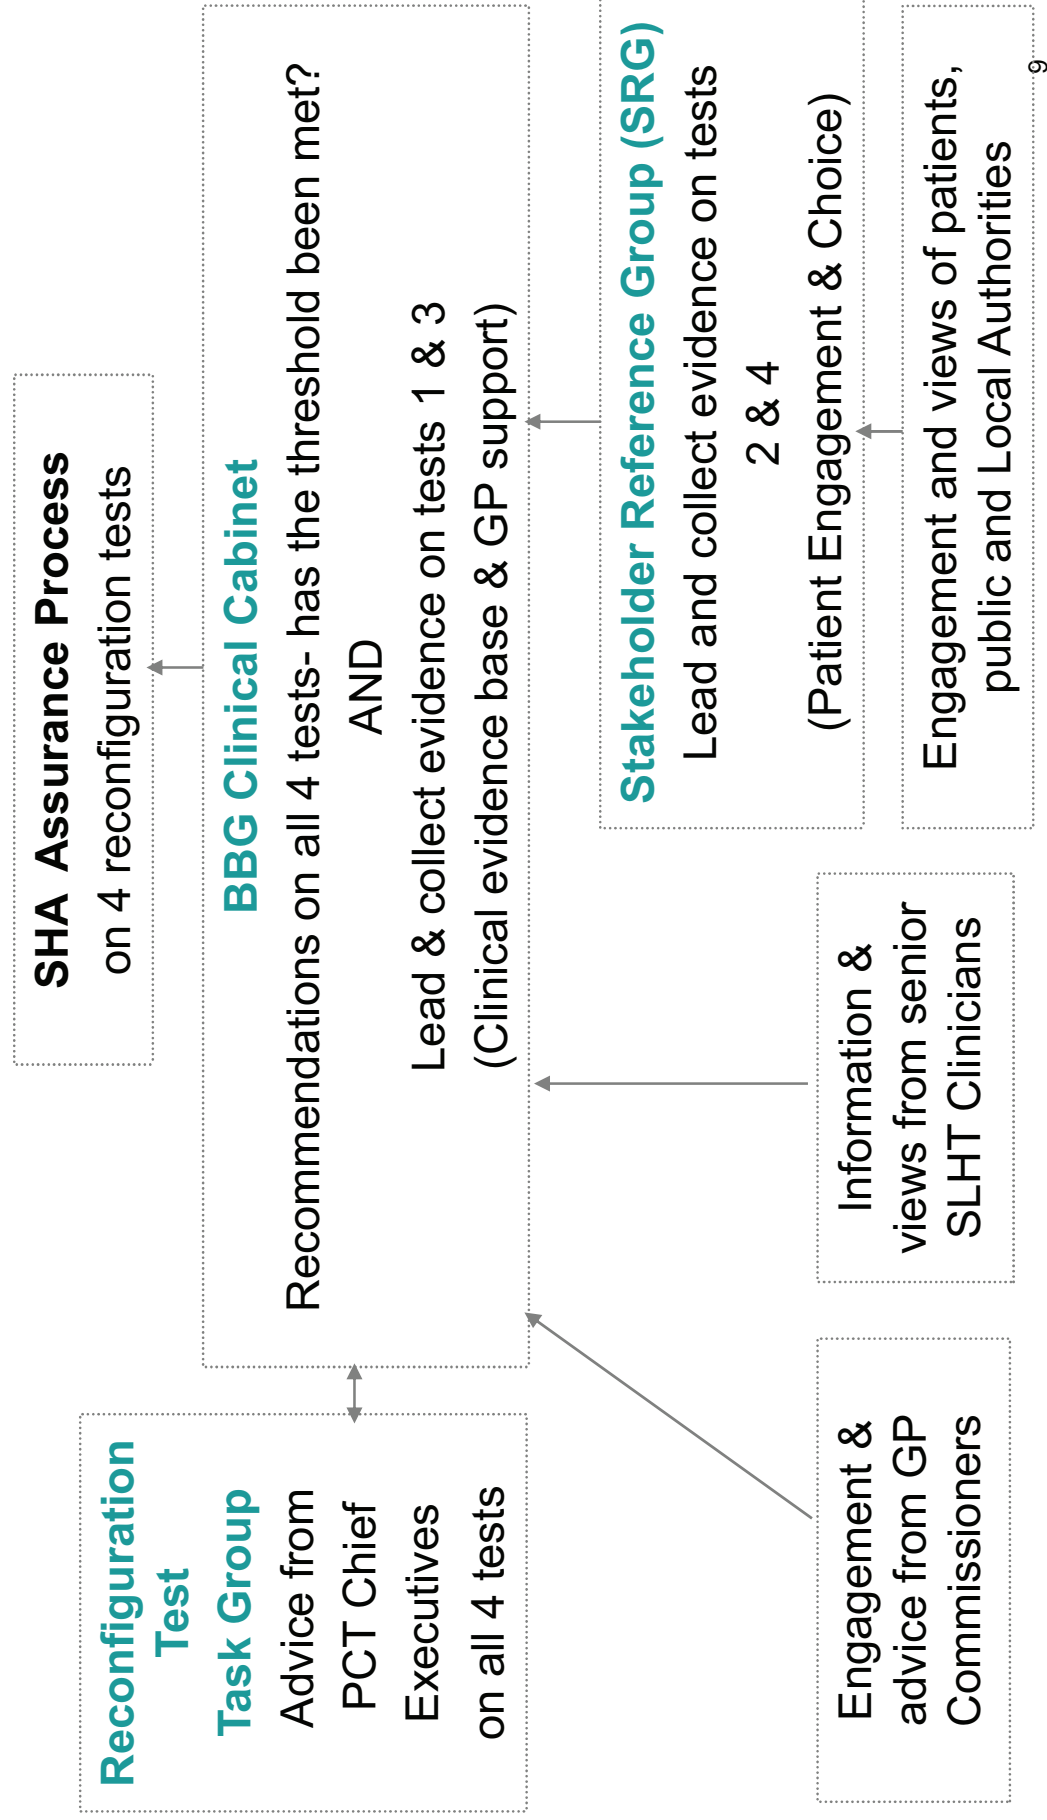 SHA Assurance Process
on 4 reconfiguration tests
Reconfiguration
Test
Task Group
Advice from
PCT Chief
Executives
on all 4 tests
BBG Clinical Cabinet
Recommendations on all 4 tests- has the threshold been met?
AND
Lead & collect evidence on tests 1 & 3
(Clinical evidence base & GP support)
Stakeholder Reference Group (SRG)
Lead and collect evidence on tests
2 & 4
(Patient Engagement & Choice)
Engagement &
advice from GP
Commissioners
Information &
views from senior
SLHT Clinicians
Engagement and views of patients,
public and Local Authorities
9